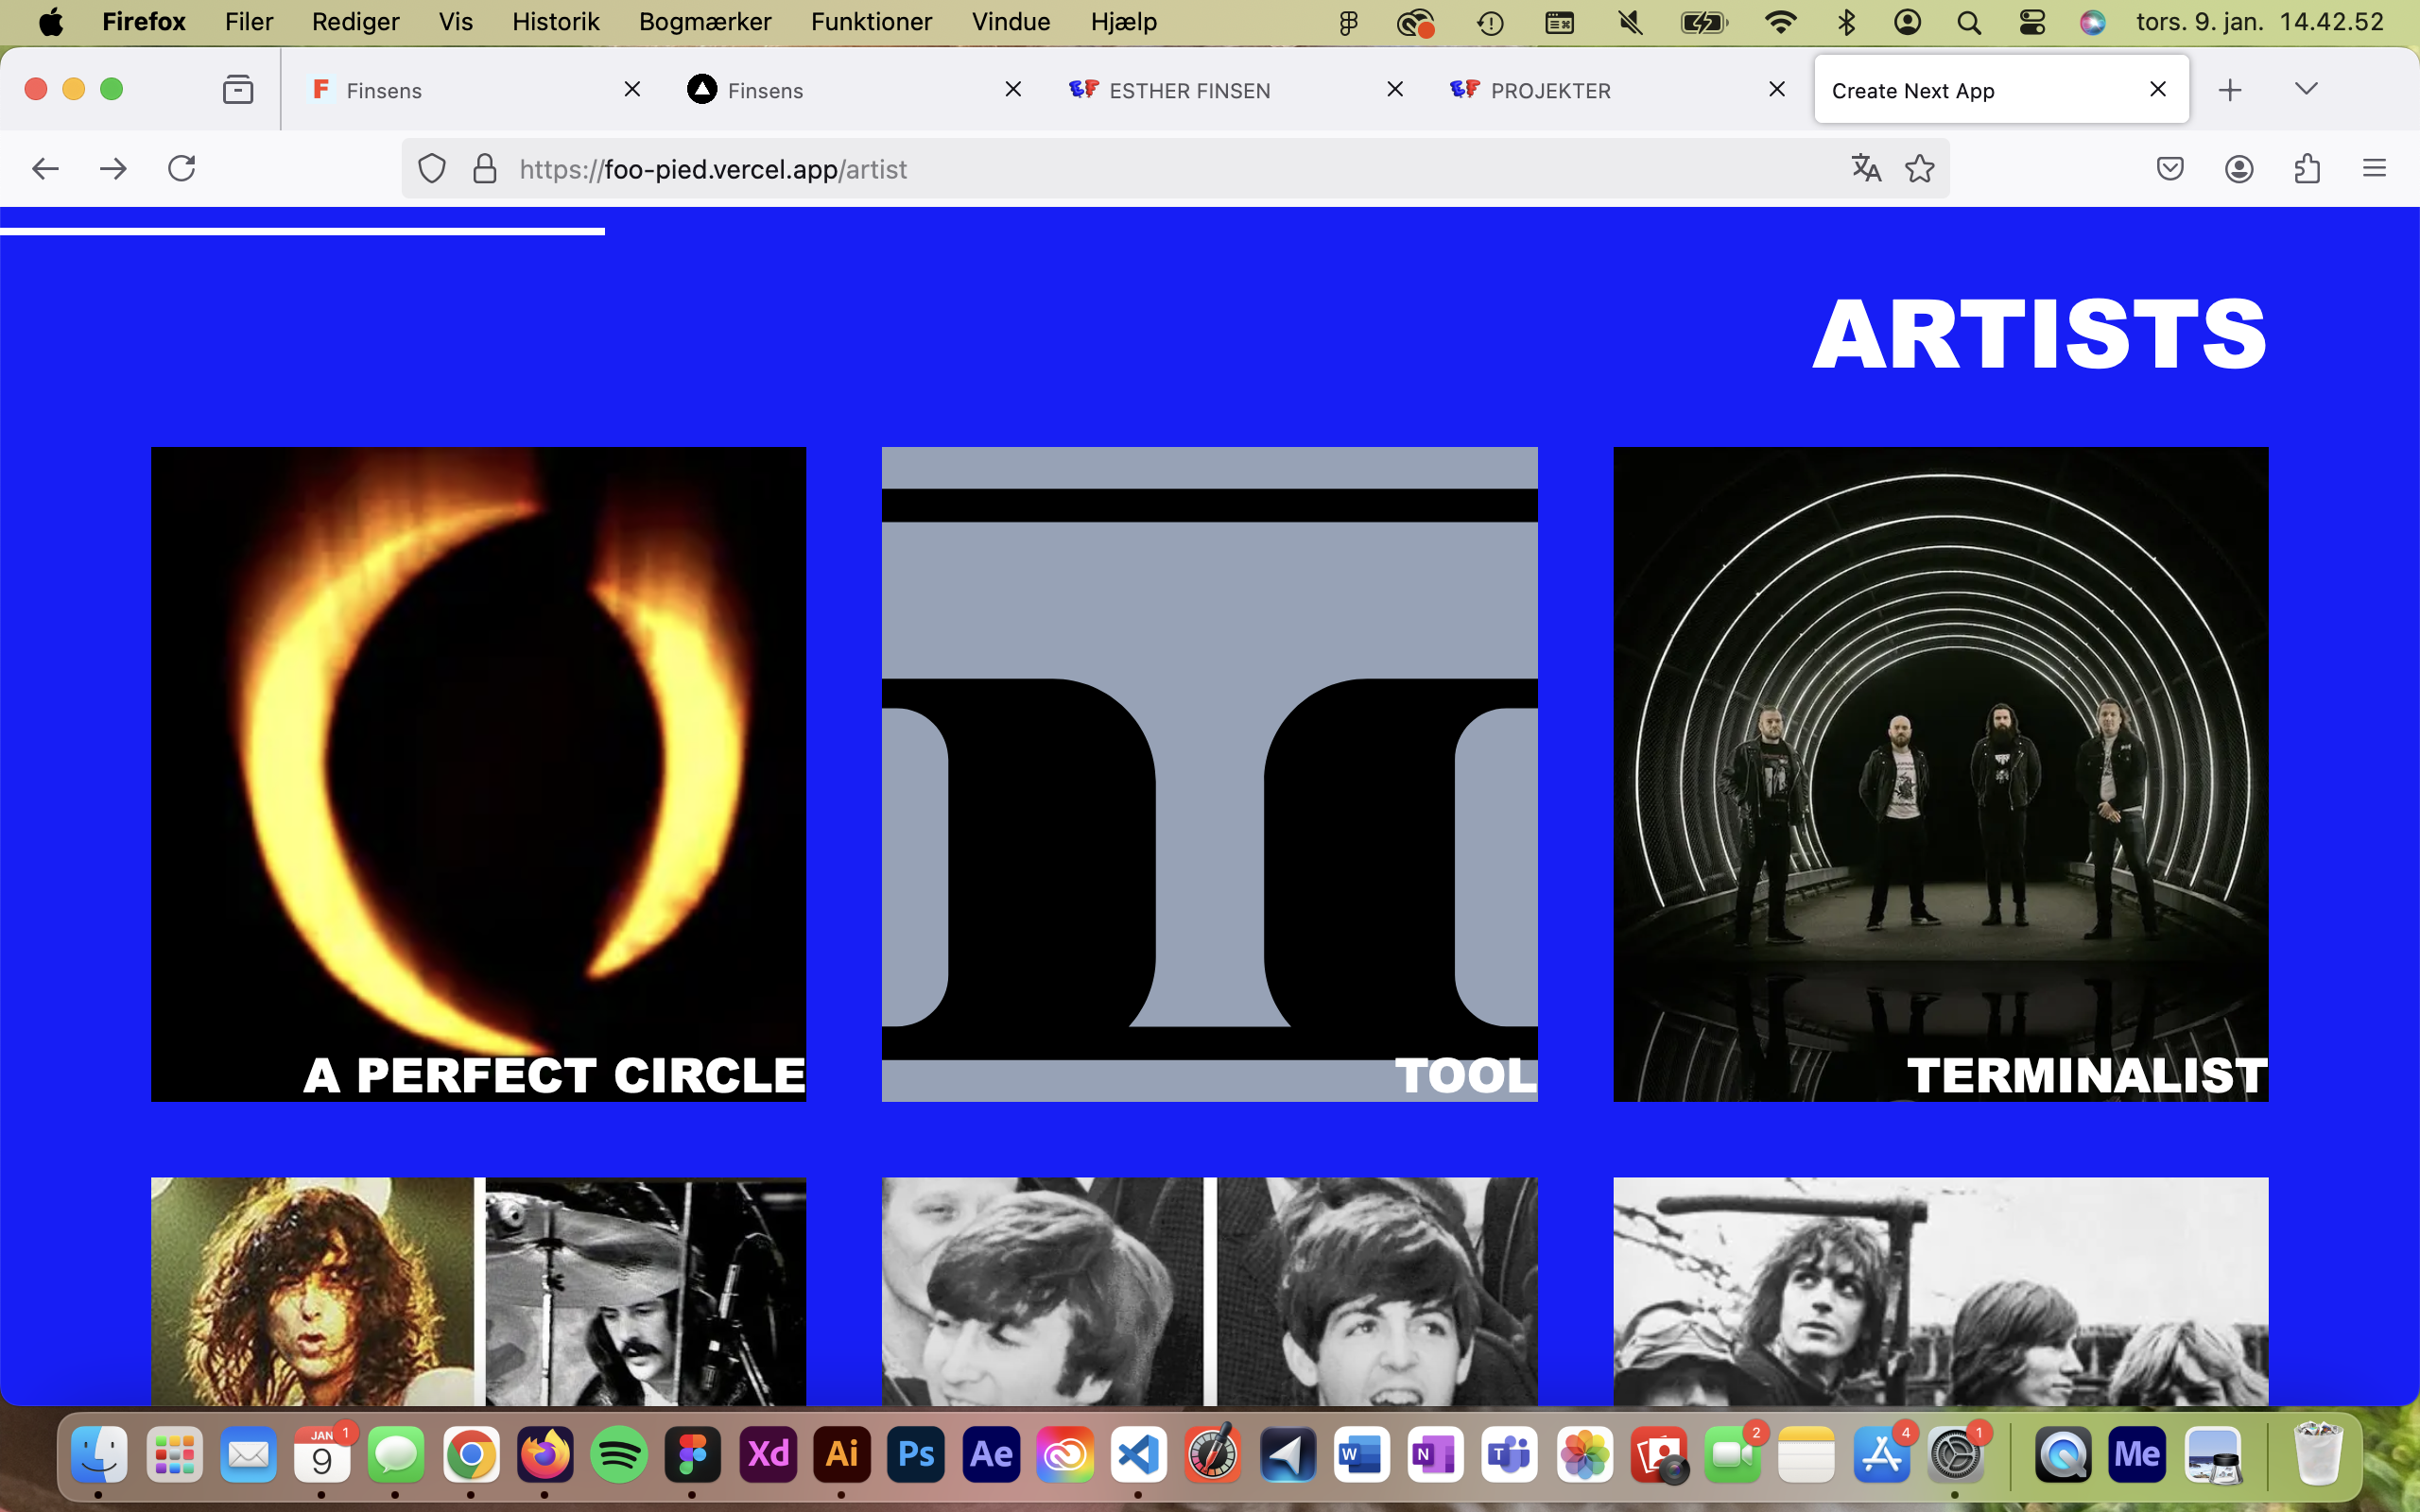 Firefox Filer Rediger Vis Historik Bogmærker Funktioner Vindue Hjælp tors. 9. jan. 14.42.52
F Finsens Finsens EF ESTHER FINSEN EF PROJEKTER Create Next App
https://foo-pied.vercel.app/artist
ARTISTS
A PERFECT CIRCLE TOOL TERMINALIST
JAN 1 2 4 1
9 Xd Ai Ps Ae W N T Me